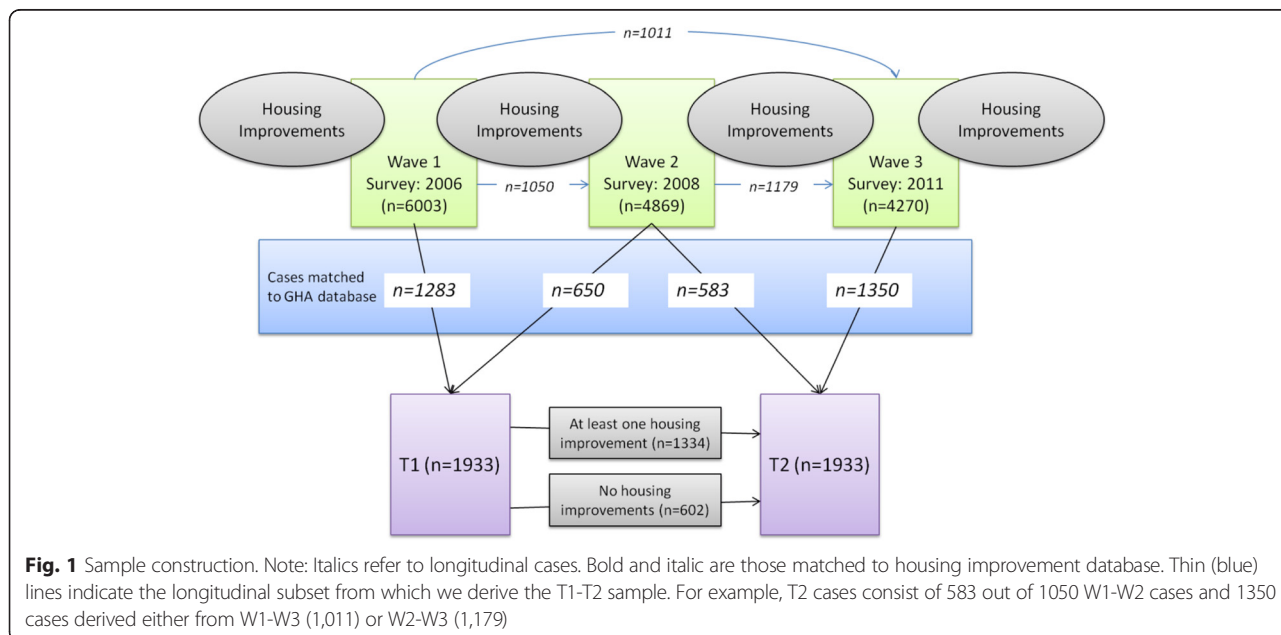 n=1011
Housing
Improvements
Housing
Improvements
Housing
Improvements
Housing
Improvements
Wave 1
Survey: 2006
(n=6003)
n=1050
Wave 2
Survey: 2008
(n=4869)
n=1179
Wave 3
Survey: 2011
(n=4270)
Cases matched
to GHA database
n=1283
n=650
n=583
n=1350
T1 (n=1933)
At least one housing
improvement (n=1334)
No housing
improvements (n=602)
T2 (n=1933)
Fig. 1 Sample construction. Note: Italics refer to longitudinal cases. Bold and italic are those matched to housing improvement database. Thin (blue)
lines indicate the longitudinal subset from which we derive the T1-T2 sample. For example, T2 cases consist of 583 out of 1050 W1-W2 cases and 1350
cases derived either from W1-W3 (1,011) or W2-W3 (1,179)